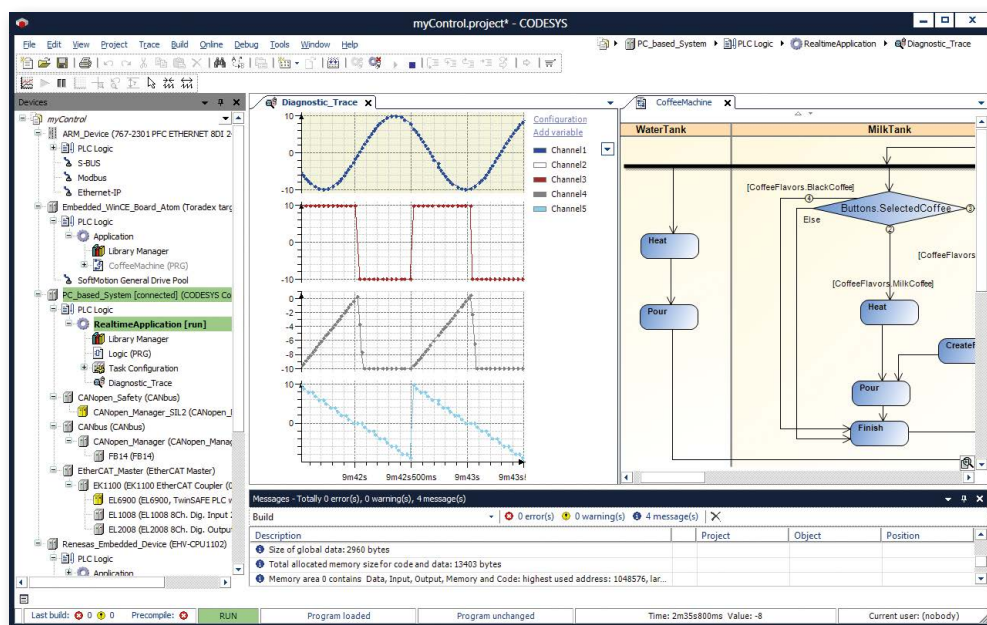 myControl.project* - CODESYS
File Edit View Project Trace Build Online Debug Tools Window Help
PC_based_System PLC Logic RealtimeApplication Diagnostic_Trace
Devices
myControl
ARM_Device (767-2301 PFC ETHERNET 8DI 2
PLC Logic
S-BUS
Modbus
Ethernet-IP
Embedded_WinCE_Board_Atom (Toradex targ
PLC Logic
Application
Library Manager
CoffeeMachine (PRG)
SoftMotion General Drive Pool
PC_based_System [connected] (CODESYS Co
PLC Logic
RealtimeApplication [run]
Library Manager
Logic (PRG)
Task Configuration
Diagnostic_Trace
CANopen_Safety (CANbus)
CANopen_Manager_SIL2 (CANopen_
CANbus (CANbus)
CANopen_Manager (CANopen_Manag
FB14 (FB14)
EtherCAT_Master (EtherCAT Master)
EK1100 (EK1100 EtherCAT Coupler (
EL6900 (EL6900, TwinSAFE PLC
EL1008 (EL1008 8Ch. Dig. Input
EL2008 (EL2008 8Ch. Dig. Outpu
Renesas_Embedded_Device (EHV-CPU1102)
PLC Logic
Application
Diagnostic_Trace
Configuration
Add variable
Channel1
Channel2
Channel3
Channel4
Channel5
10
0
-10
10
0
-10
0
-2
-4
-6
-8
-10
10
0
9m42s 9m42s500ms 9m43s 9m43s
CoffeeMachine
WaterTank MilkTank
[CoffeeFlavors.BlackCoffee]
4
Buttons.SelectedCoffee
3
Else
2
Heat
[CoffeeFlavors
[CoffeeFlavors.MilkCoffee]
Heat
Pour
CreateF
Pour
Finish
Messages - Totally 0 error(s), 0 warning(s), 4 message(s)
Build 0 error(s) 0 warning(s) 4 message(s)
Description Project Object Position
Size of global data: 2960 bytes
Total allocated memory size for code and data: 13403 bytes
Memory area 0 contains Data, Input, Output, Memory and Code: highest used address: 1048576, lar...
Last build: 0 0 Precompile: RUN Program loaded Program unchanged Time: 2m35s800ms Value: -8 Current user: (nobody)